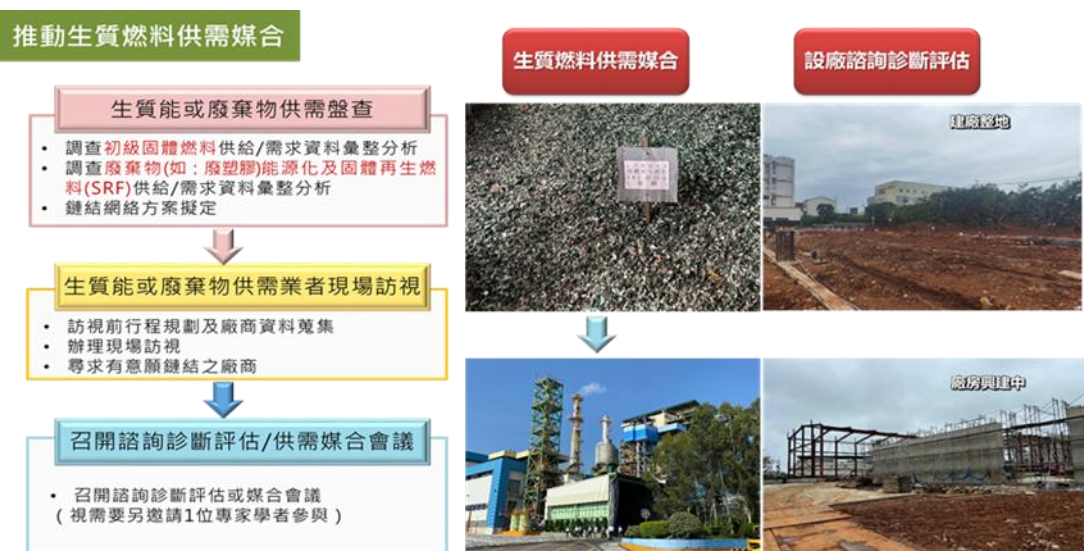 推動生質燃料供需媒合
生質能或廢棄物供需盤查
• 調查初級固體燃料供給/需求資料彙整分析
• 調查廢棄物(如:廢塑膠)能源化及固體再生燃
料(SRF)供給/需求資料彙整分析
• 鏈結網絡方案擬定
生質能或廢棄物供需業者現場訪視
• 訪視前行程規劃及廠商資料蒐集
• 辦理現場訪視
• 尋求有意願鏈結之廠商
召開諮詢診斷評估/供需媒合會議
• 召開諮詢診斷評估或媒合會議
(視需要另邀請1位專家學者參與)
生質燃料供需媒合
設廠諮詢診斷評估
建廠整地
廠房興建中